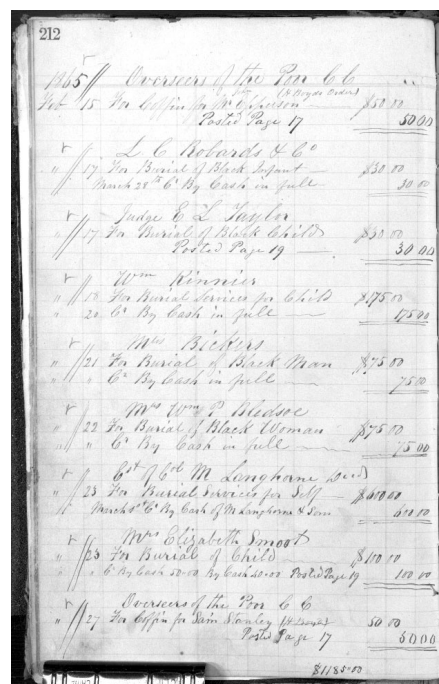 212
1865 Overseers of the Poor C C
Feb 15 For Coffin for Mr Epperson (H Boyds Order) $50.00
Posted Page 17 50.00
L C Robards & Co
" 17 For Burial of Black Infant $30.00
March 28th Cr By Cash in full 30.00
Judge E L Taylor
" 17 For Burial of Black Child $30.00
Posted Page 19 30.00
Wm Kinnier
" 18 For Burial Services for Child $175.00
" 20 Cr By Cash in full 175.00
Mrs Bickers
" 21 For Burial of Black Man $75.00
" " Cr By Cash in full 75.00
Mrs Wm P Bledsoe
" 22 For Burial of Black Woman $75.00
" " Cr By Cash in full 75.00
Est of Col M Langhorne Decd
" 23 For Burial Services for Self $600.00
" March Cr By Cash of M Langhorne & Son 600.00
Mrs Elizabeth Smoot
" 23 For Burial of Child $100.00
" " Cr By Cash 50.00 By Cash 50.00 Posted Page 19 100.00
Overseers of the Poor C C
" 27 For Coffin for Sam Stanley 50.00
Posted Page 17 50.00
$1185.00